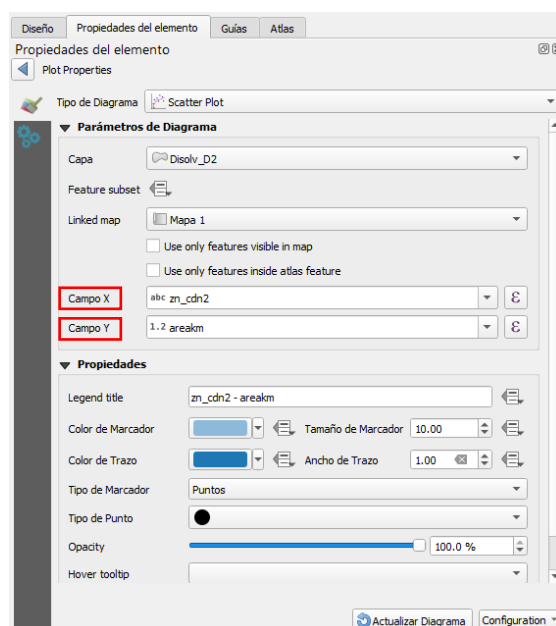 Diseño Propiedades del elemento Guías Atlas
Propiedades del elemento
Plot Properties
Tipo de Diagrama Scatter Plot
Parámetros de Diagrama
Capa Disolv_D2
Feature subset
Linked map Mapa 1
Use only features visible in map
Use only features inside atlas feature
Campo X abc zn_cdn2 ε
Campo Y 1.2 areakm ε
Propiedades
Legend title zn_cdn2 - areakm
Color de Marcador Tamaño de Marcador 10.00
Color de Trazo Ancho de Trazo 1.00
Tipo de Marcador Puntos
Tipo de Punto
Opacity 100.0 %
Hover tooltip
Actualizar Diagrama Configuration